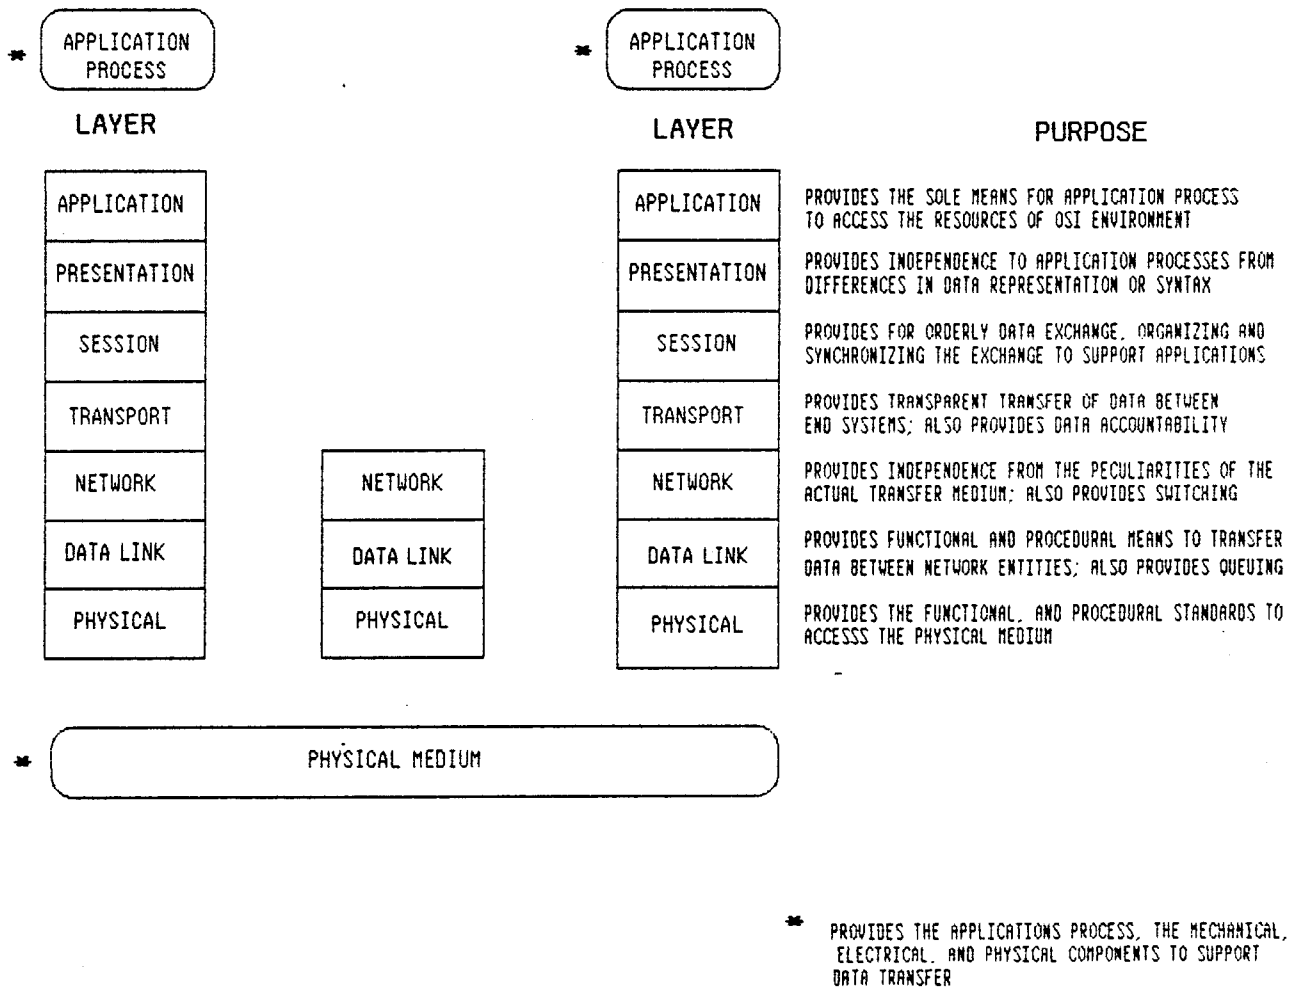 * APPLICATION
PROCESS
* APPLICATION
PROCESS
LAYER
LAYER
PURPOSE
APPLICATION
APPLICATION
PROVIDES THE SOLE MEANS FOR APPLICATION PROCESS
TO ACCESS THE RESOURCES OF OSI ENVIRONMENT
PRESENTATION
PRESENTATION
PROVIDES INDEPENDENCE TO APPLICATION PROCESSES FROM
DIFFERENCES IN DATA REPRESENTATION OR SYNTAX
SESSION
SESSION
PROVIDES FOR ORDERLY DATA EXCHANGE, ORGANIZING AND
SYNCHRONIZING THE EXCHANGE TO SUPPORT APPLICATIONS
TRANSPORT
TRANSPORT
PROVIDES TRANSPARENT TRANSFER OF DATA BETWEEN
END SYSTEMS; ALSO PROVIDES DATA ACCOUNTABILITY
NETWORK
NETWORK
NETWORK
PROVIDES INDEPENDENCE FROM THE PECULIARITIES OF THE
ACTUAL TRANSFER MEDIUM; ALSO PROVIDES SWITCHING
DATA LINK
DATA LINK
DATA LINK
PROVIDES FUNCTIONAL AND PROCEDURAL MEANS TO TRANSFER
DATA BETWEEN NETWORK ENTITIES; ALSO PROVIDES QUEUING
PHYSICAL
PHYSICAL
PHYSICAL
PROVIDES THE FUNCTIONAL, AND PROCEDURAL STANDARDS TO
ACCESSS THE PHYSICAL MEDIUM
* PHYSICAL MEDIUM
* PROVIDES THE APPLICATIONS PROCESS, THE MECHANICAL,
ELECTRICAL, AND PHYSICAL COMPONENTS TO SUPPORT
DATA TRANSFER